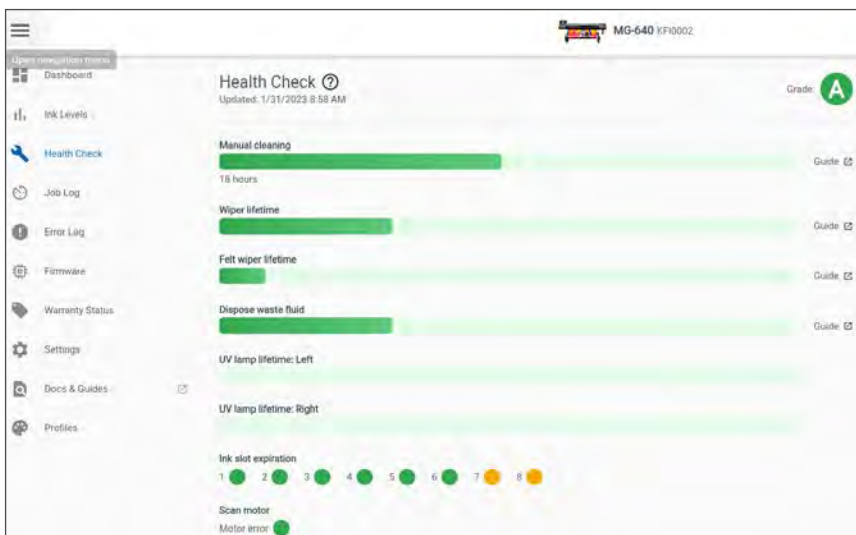 MG-640 KFI0002
Open navigation menu
Dashboard
Ink Levels
Health Check
Job Log
Error Log
Firmware
Warranty Status
Settings
Docs & Guides
Profiles
Health Check ?
Updated: 1/31/2023 8:58 AM
Grade: A
Manual cleaning
Guide
18 hours
Wiper lifetime
Guide
Felt wiper lifetime
Guide
Dispose waste fluid
Guide
UV lamp lifetime: Left
UV lamp lifetime: Right
Ink slot expiration
1 2 3 4 5 6 7 8
Scan motor
Motor error